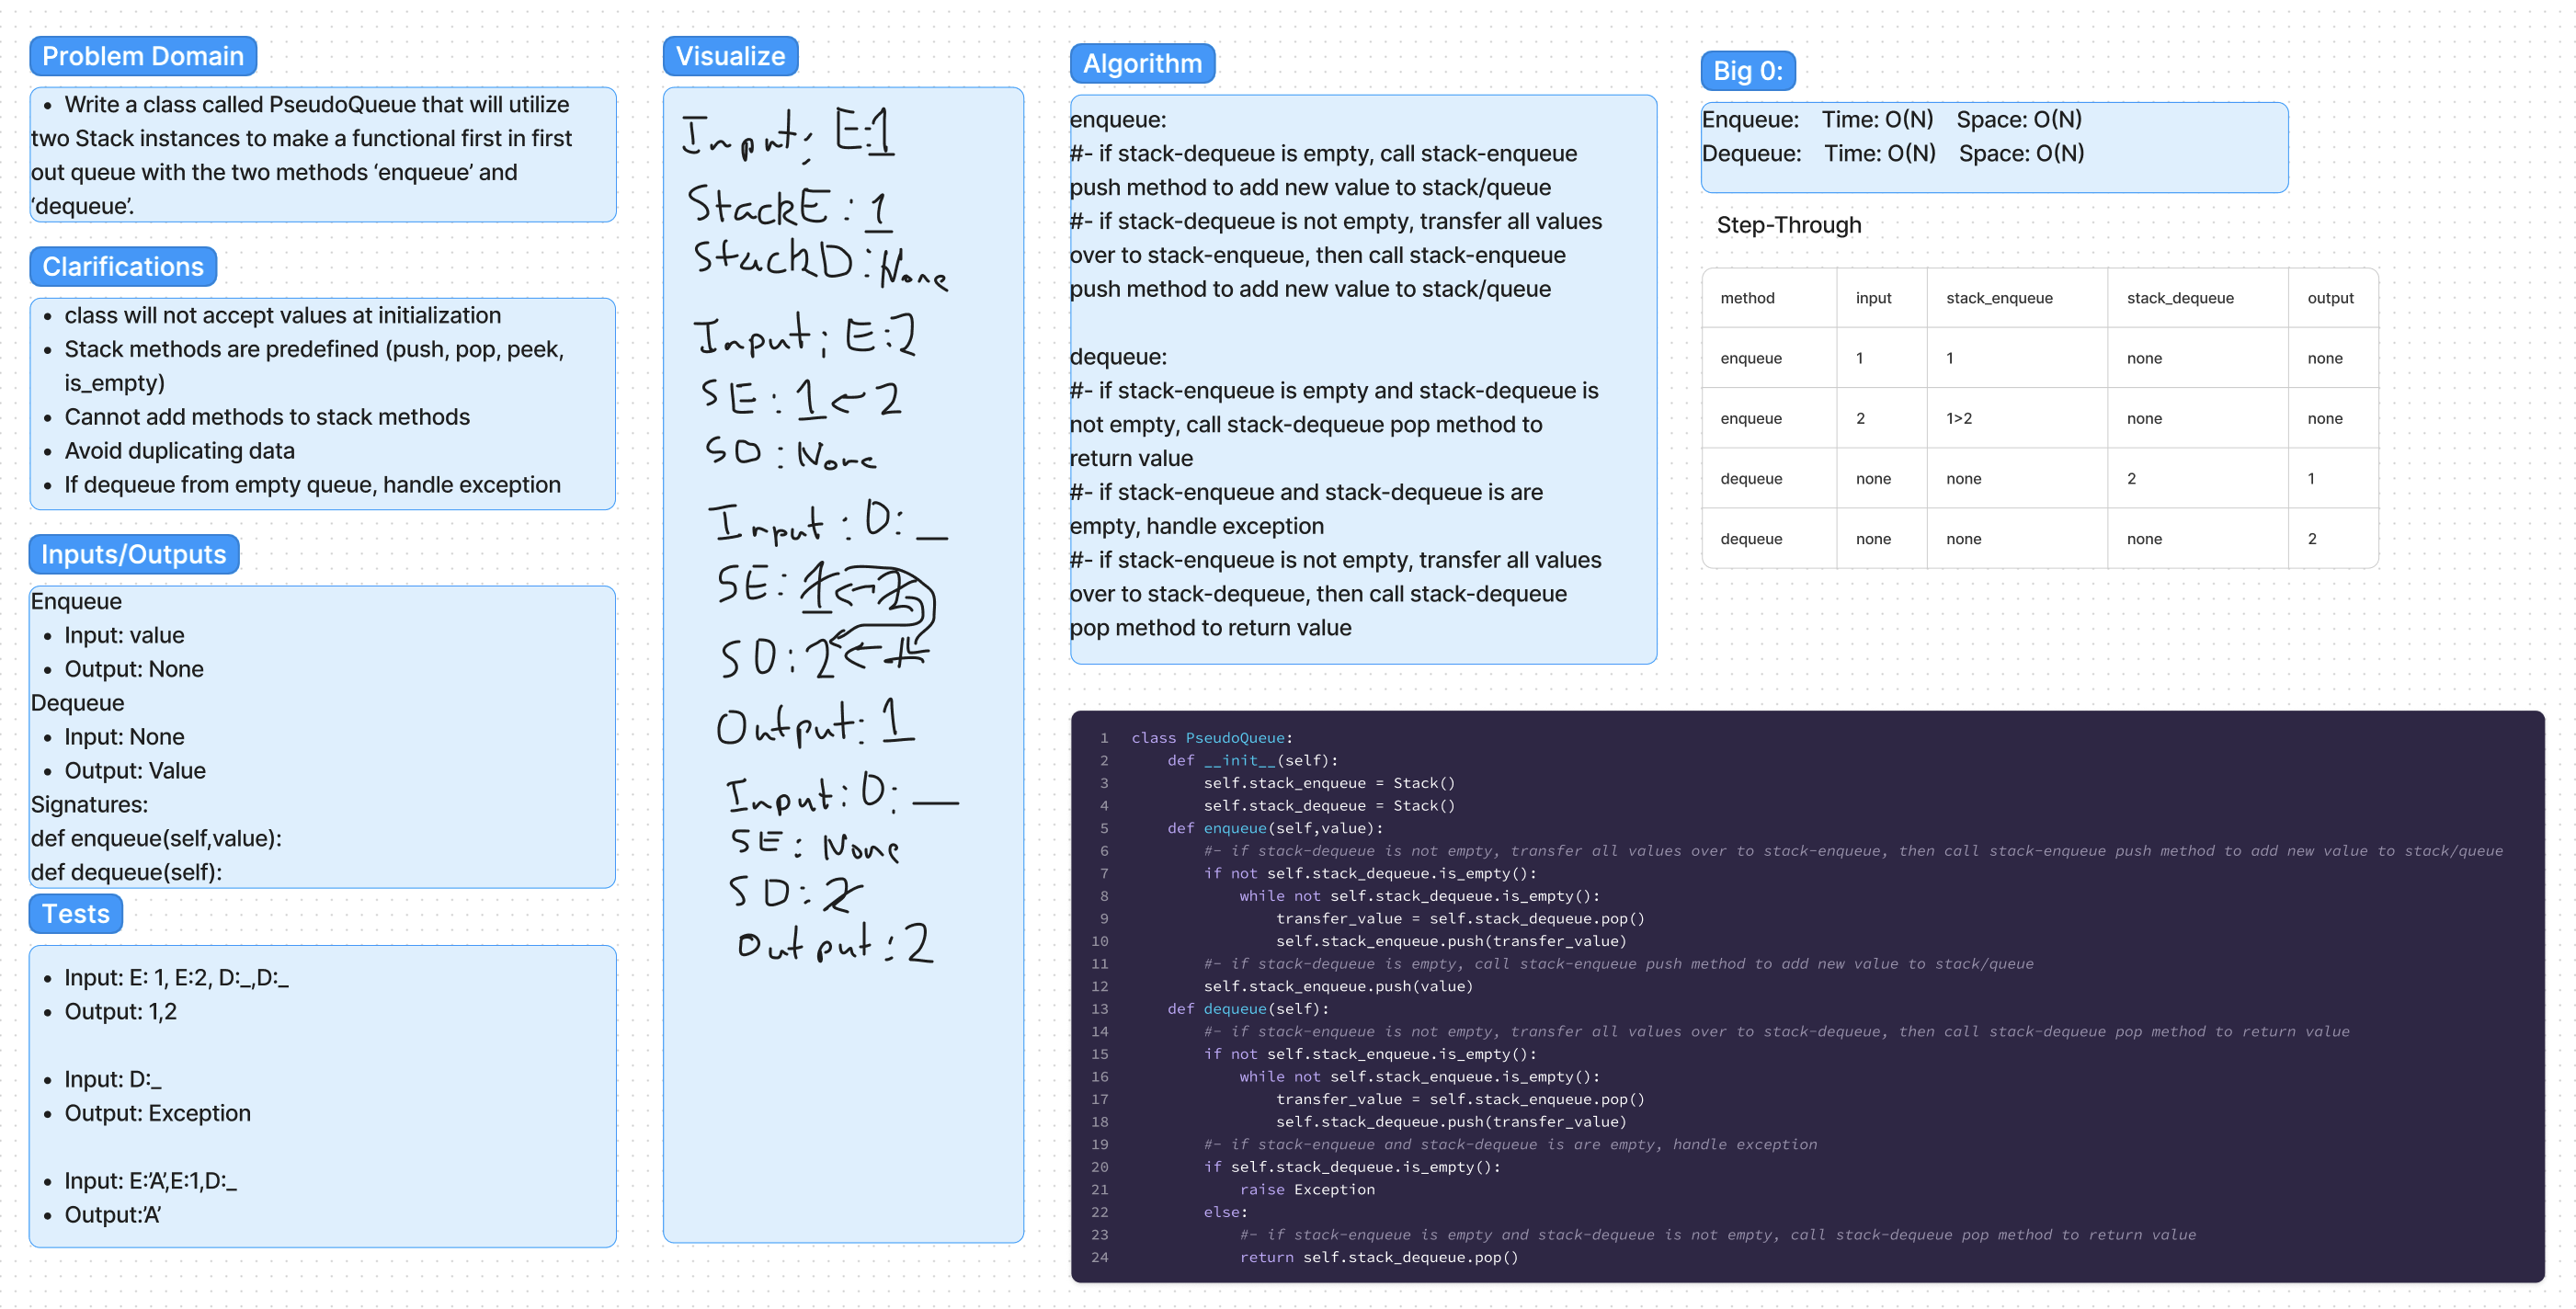 Problem Domain
• Write a class called PseudoQueue that will utilize
two Stack instances to make a functional first in first
out queue with the two methods ‘enqueue’ and
‘dequeue’.
Clarifications
• class will not accept values at initialization
• Stack methods are predefined (push, pop, peek,
is_empty)
• Cannot add methods to stack methods
• Avoid duplicating data
• If dequeue from empty queue, handle exception
Inputs/Outputs
Enqueue
• Input: value
• Output: None
Dequeue
• Input: None
• Output: Value
Signatures:
def enqueue(self,value):
def dequeue(self):
Tests
• Input: E: 1, E:2, D:_,D:_
• Output: 1,2
• Input: D:_
• Output: Exception
• Input: E:’A’,E:1,D:_
• Output:’A’
Visualize
Input: E:1
StackE: 1
StackD: None
Input: E:2
SE: 1←2
SD: None
Input: D:_
SE: 1←2
SD: 2←1
Output: 1
Input: D:_
SE: None
SD: 2
Output: 2
Algorithm
enqueue:
#- if stack-dequeue is empty, call stack-enqueue
push method to add new value to stack/queue
#- if stack-dequeue is not empty, transfer all values
over to stack-enqueue, then call stack-enqueue
push method to add new value to stack/queue
dequeue:
#- if stack-enqueue is empty and stack-dequeue is
not empty, call stack-dequeue pop method to
return value
#- if stack-enqueue and stack-dequeue is are
empty, handle exception
#- if stack-enqueue is not empty, transfer all values
over to stack-dequeue, then call stack-dequeue
pop method to return value
Big 0:
Enqueue: Time: O(N) Space: O(N)
Dequeue: Time: O(N) Space: O(N)
Step-Through
method input stack_enqueue stack_dequeue output
enqueue 1 1 none none
enqueue 2 1>2 none none
dequeue none none 2 1
dequeue none none none 2
1 class PseudoQueue:
2 def __init__(self):
3 self.stack_enqueue = Stack()
4 self.stack_dequeue = Stack()
5 def enqueue(self,value):
6 #- if stack-dequeue is not empty, transfer all values over to stack-enqueue, then call stack-enqueue push method to add new value to stack/queue
7 if not self.stack_dequeue.is_empty():
8 while not self.stack_dequeue.is_empty():
9 transfer_value = self.stack_dequeue.pop()
10 self.stack_enqueue.push(transfer_value)
11 #- if stack-dequeue is empty, call stack-enqueue push method to add new value to stack/queue
12 self.stack_enqueue.push(value)
13 def dequeue(self):
14 #- if stack-enqueue is not empty, transfer all values over to stack-dequeue, then call stack-dequeue pop method to return value
15 if not self.stack_enqueue.is_empty():
16 while not self.stack_enqueue.is_empty():
17 transfer_value = self.stack_enqueue.pop()
18 self.stack_dequeue.push(transfer_value)
19 #- if stack-enqueue and stack-dequeue is are empty, handle exception
20 if self.stack_dequeue.is_empty():
21 raise Exception
22 else:
23 #- if stack-enqueue is empty and stack-dequeue is not empty, call stack-dequeue pop method to return value
24 return self.stack_dequeue.pop()